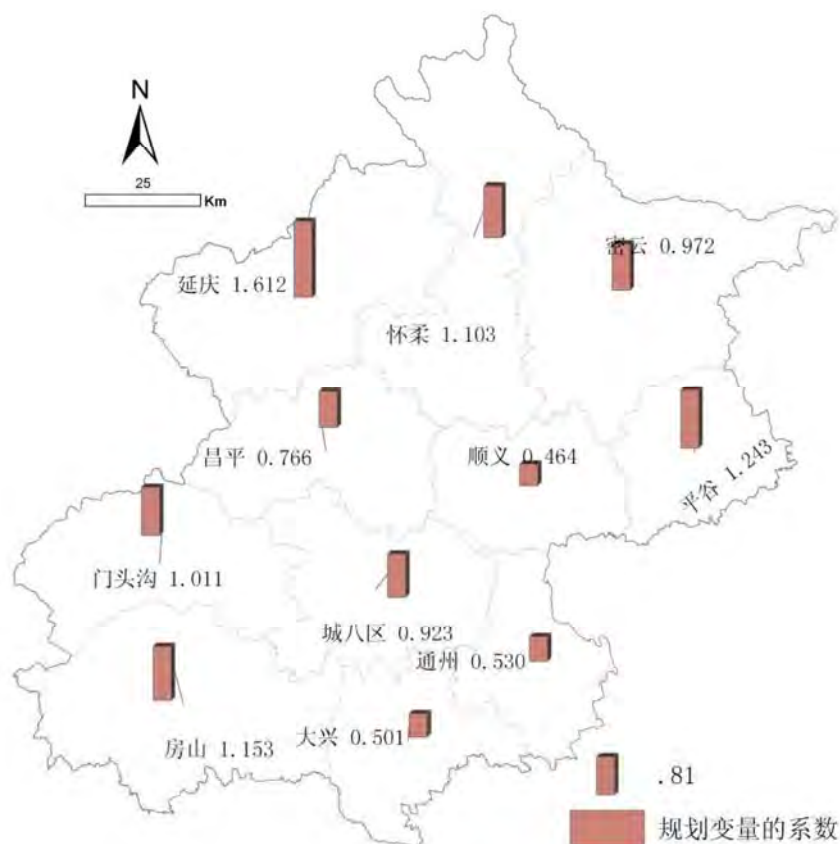 N
25
Km
密云 0.972
延庆 1.612
怀柔 1.103
昌平 0.766
顺义 0.464
平谷 1.243
门头沟 1.011
城八区 0.923
通州 0.530
大兴 0.501
房山 1.153
.81
规划变量的系数